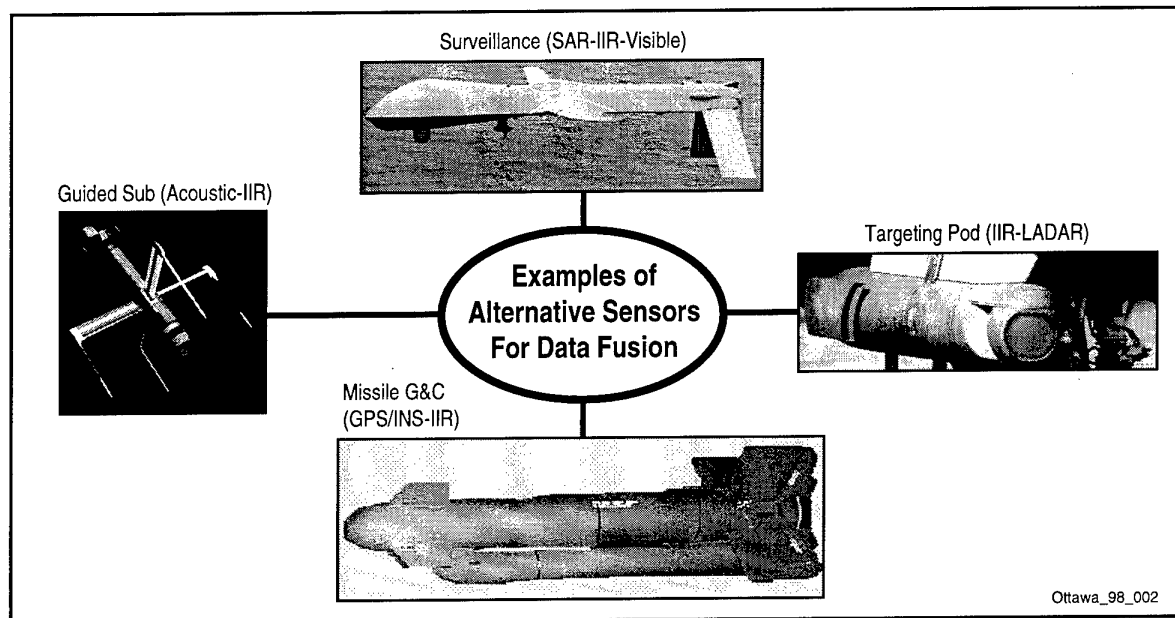 Surveillance (SAR-IIR-Visible)
Guided Sub (Acoustic-IIR)
Targeting Pod (IIR-LADAR)
Examples of
Alternative Sensors
For Data Fusion
Missile G&C
(GPS/INS-IIR)
Ottawa_98_002